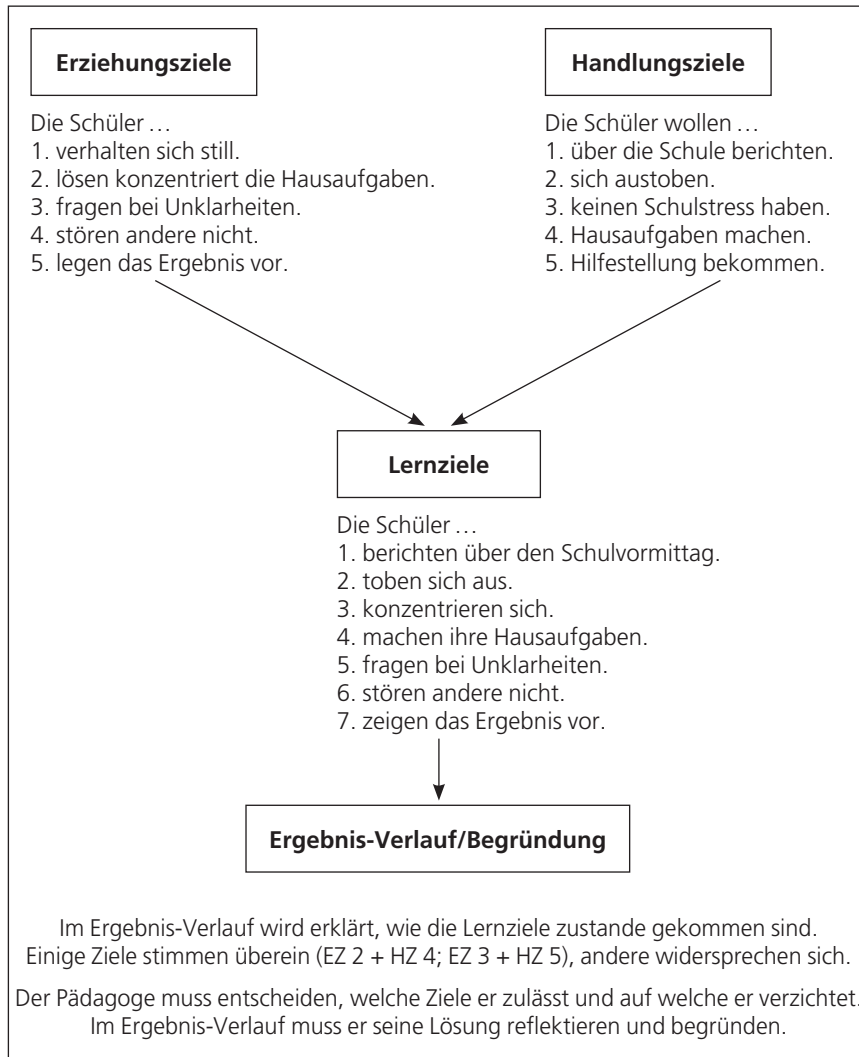 Erziehungsziele
Die Schüler …
1. verhalten sich still.
2. lösen konzentriert die Hausaufgaben.
3. fragen bei Unklarheiten.
4. stören andere nicht.
5. legen das Ergebnis vor.
Handlungsziele
Die Schüler wollen …
1. über die Schule berichten.
2. sich austoben.
3. keinen Schulstress haben.
4. Hausaufgaben machen.
5. Hilfestellung bekommen.
Lernziele
Die Schüler …
1. berichten über den Schulvormittag.
2. toben sich aus.
3. konzentrieren sich.
4. machen ihre Hausaufgaben.
5. fragen bei Unklarheiten.
6. stören andere nicht.
7. zeigen das Ergebnis vor.
Ergebnis-Verlauf/Begründung
Im Ergebnis-Verlauf wird erklärt, wie die Lernziele zustande gekommen sind.
Einige Ziele stimmen überein (EZ 2 + HZ 4; EZ 3 + HZ 5), andere widersprechen sich.
Der Pädagoge muss entscheiden, welche Ziele er zulässt und auf welche er verzichtet.
Im Ergebnis-Verlauf muss er seine Lösung reflektieren und begründen.